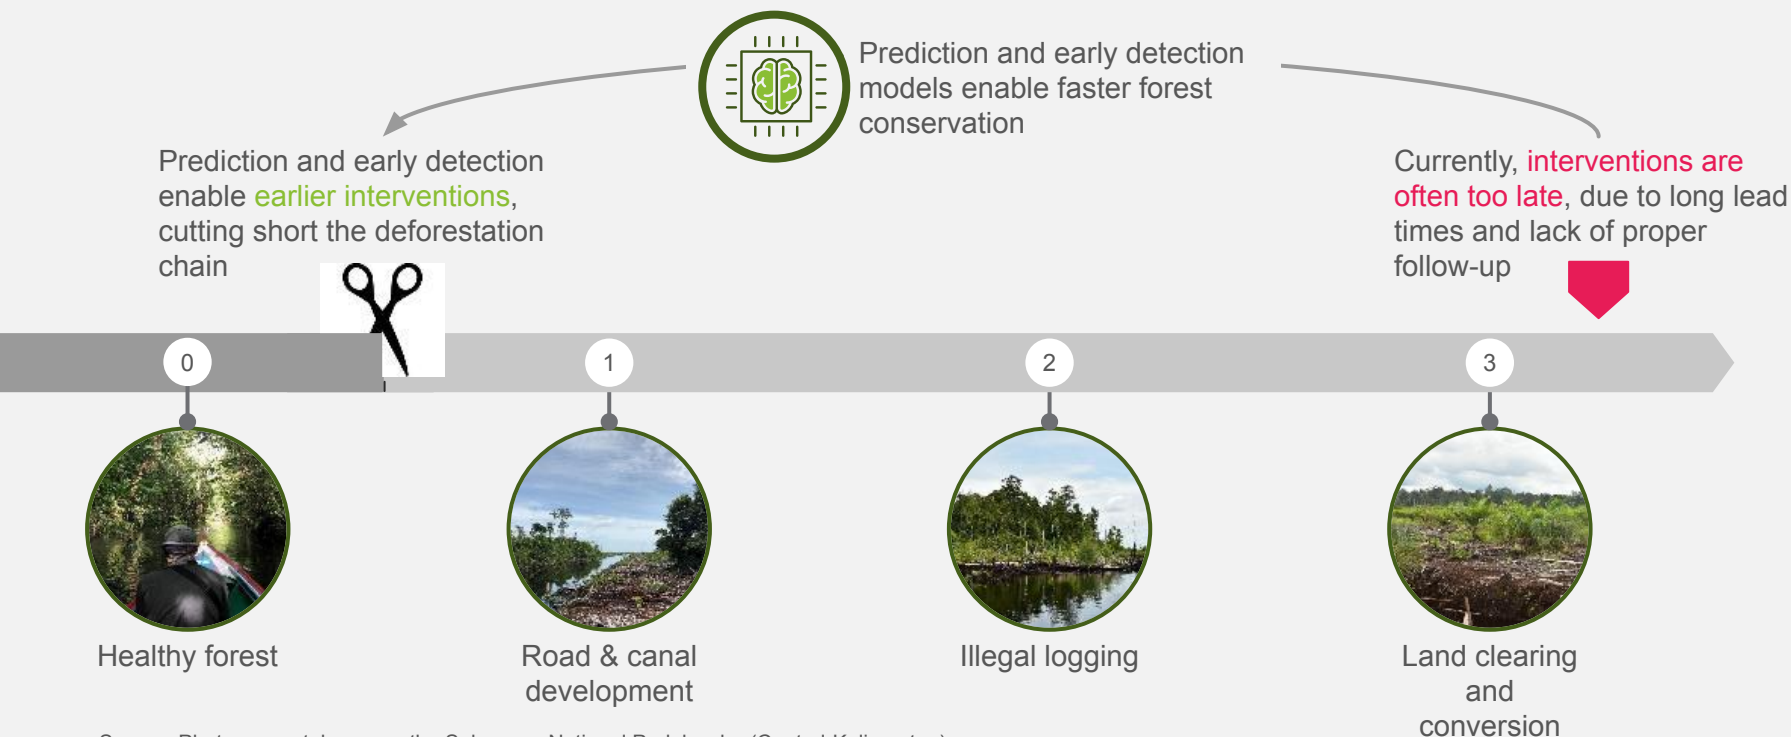 Prediction and early detection
models enable faster forest
conservation
Prediction and early detection
enable earlier interventions,
cutting short the deforestation
chain
Currently, interventions are
often too late, due to long lead
times and lack of proper
follow-up
0
1
2
3
Healthy forest
Road & canal
development
Illegal logging
Land clearing
and
conversion